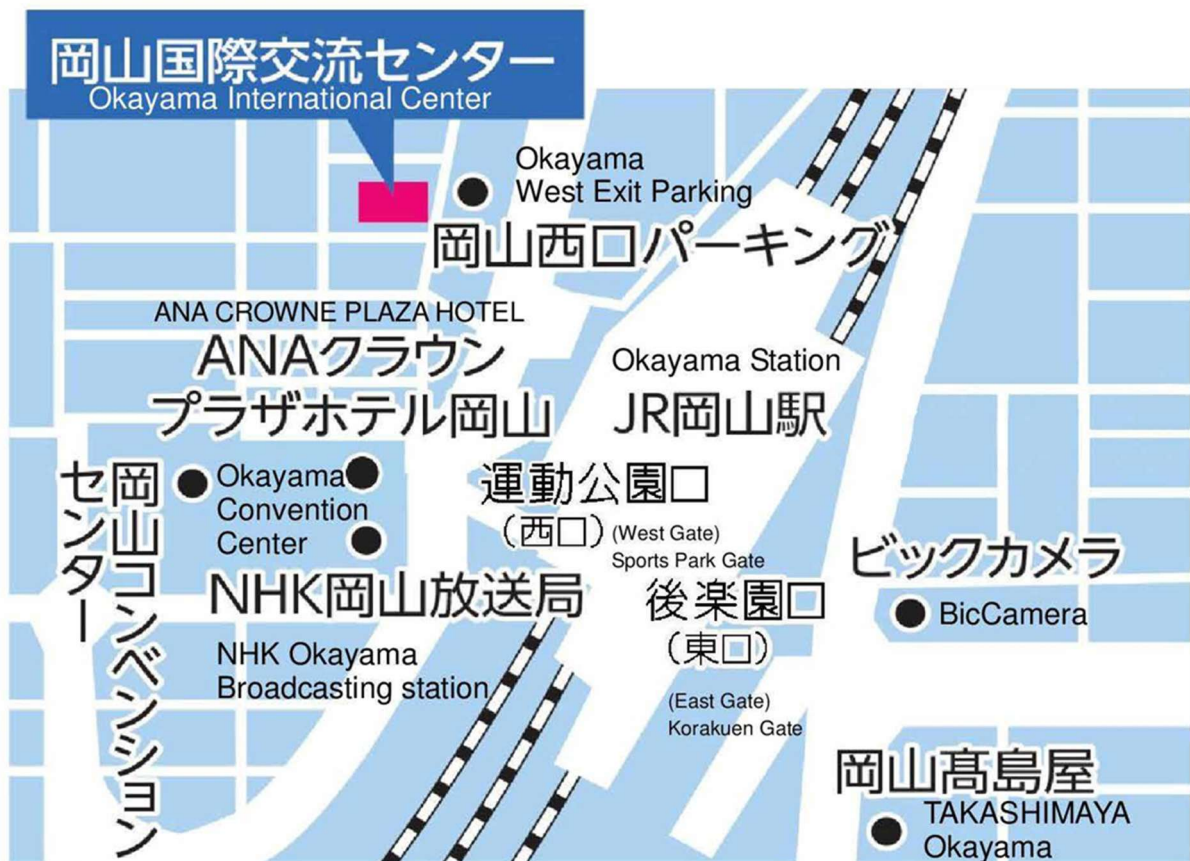 岡山国際交流センター
Okayama International Center
Okayama
West Exit Parking
岡山西口パーキング
ANA CROWNE PLAZA HOTEL
ANAクラウン
プラザホテル岡山
Okayama Station
JR岡山駅
岡山コンベンション
センター
Okayama
Convention
Center
運動公園口
(西口)
(West Gate)
Sports Park Gate
NHK岡山放送局
NHK Okayama
Broadcasting station
後楽園口
(東口)
(East Gate)
Korakuen Gate
ビックカメラ
BicCamera
岡山髙島屋
TAKASHIMAYA
Okayama